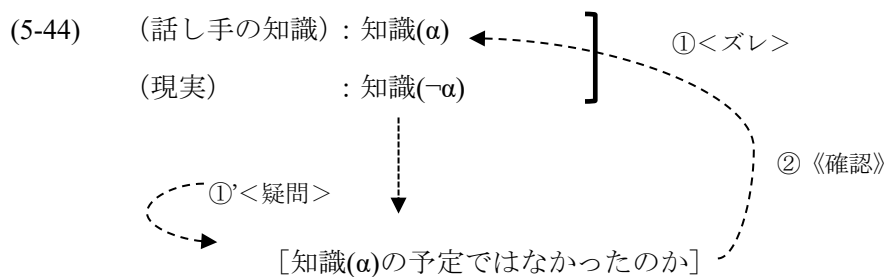 (5-44) （話し手の知識）: 知識(α) ①＜ズレ＞
（現実） : 知識(¬α)
②《確認》
①’＜疑問＞
［知識(α)の予定ではなかったのか］